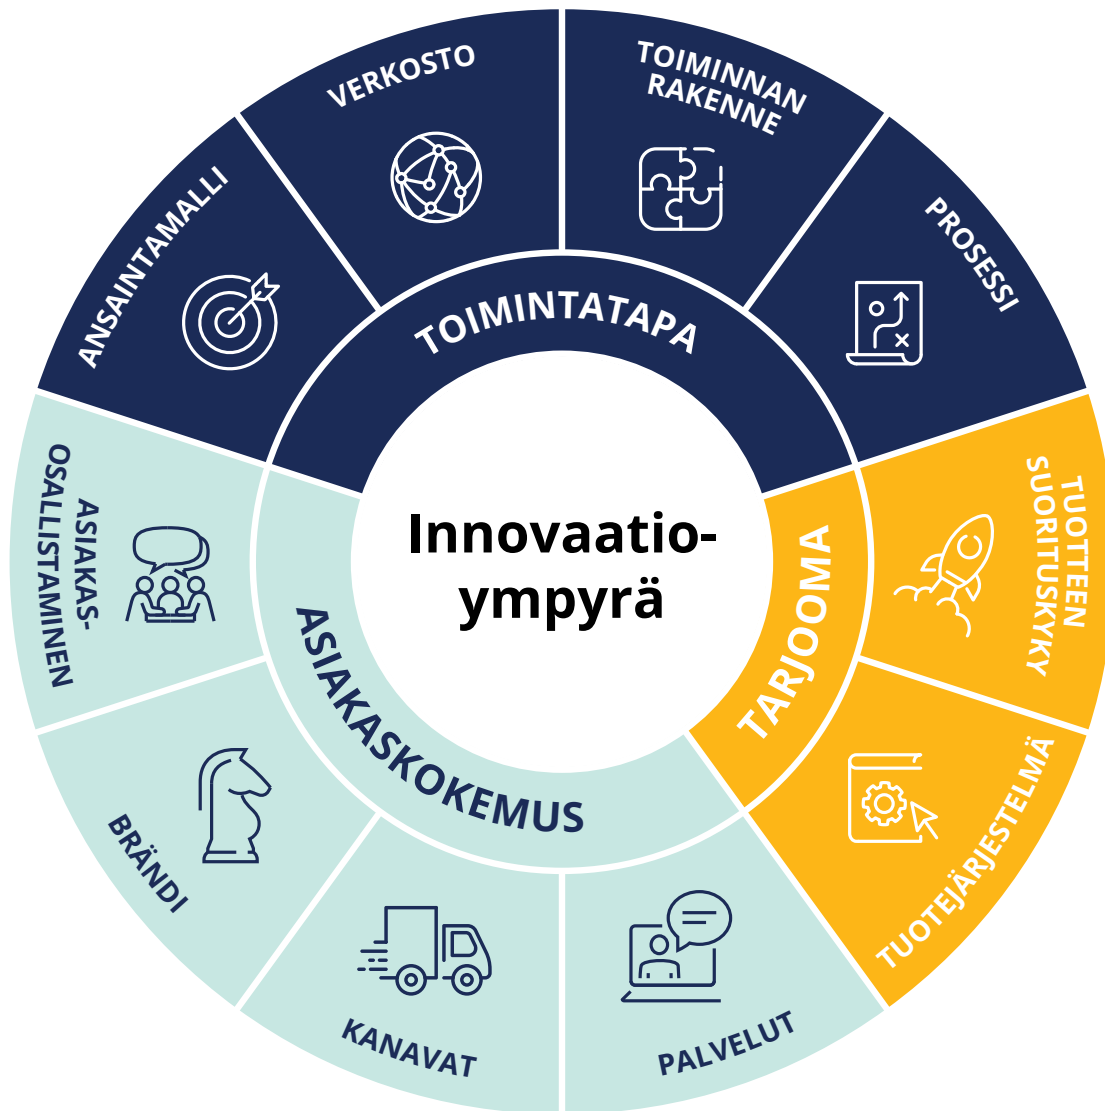 Innovaatio-
ympyrä
TOIMINTATAPA
ANSAINTAMALLI
VERKOSTO
TOIMINNAN
RAKENNE
PROSESSI
TARJOOMA
TUOTTEEN
SUORITUSKYKY
TUOTEJÄRJESTELMÄ
ASIAKASKOKEMUS
PALVELUT
KANAVAT
BRÄNDI
ASIAKAS-
OSALLISTAMINEN